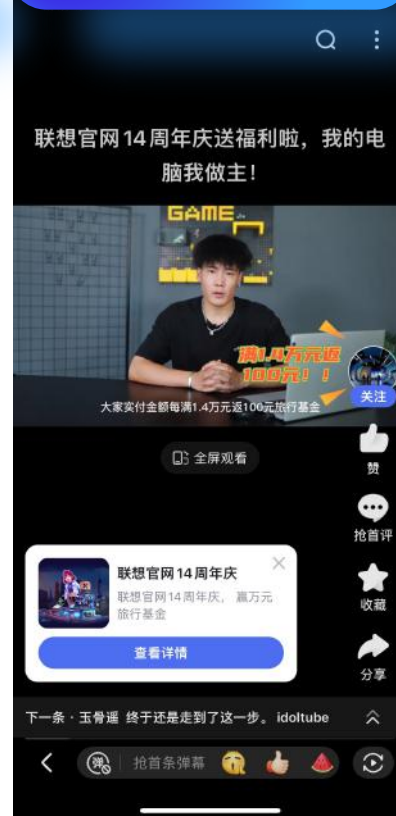 联想官网14周年庆送福利啦，我的电
脑我做主！
GAME
满1.4万元返
100元！！
大家实付金额每满1.4万元返100元旅行基金
关注
全屏观看
赞
抢首评
联想官网14周年庆
联想官网14周年庆， 赢万元
旅行基金
收藏
查看详情
分享
下一条 · 玉骨遥 终于还是走到了这一步。idoltube
弹
抢首条弹幕